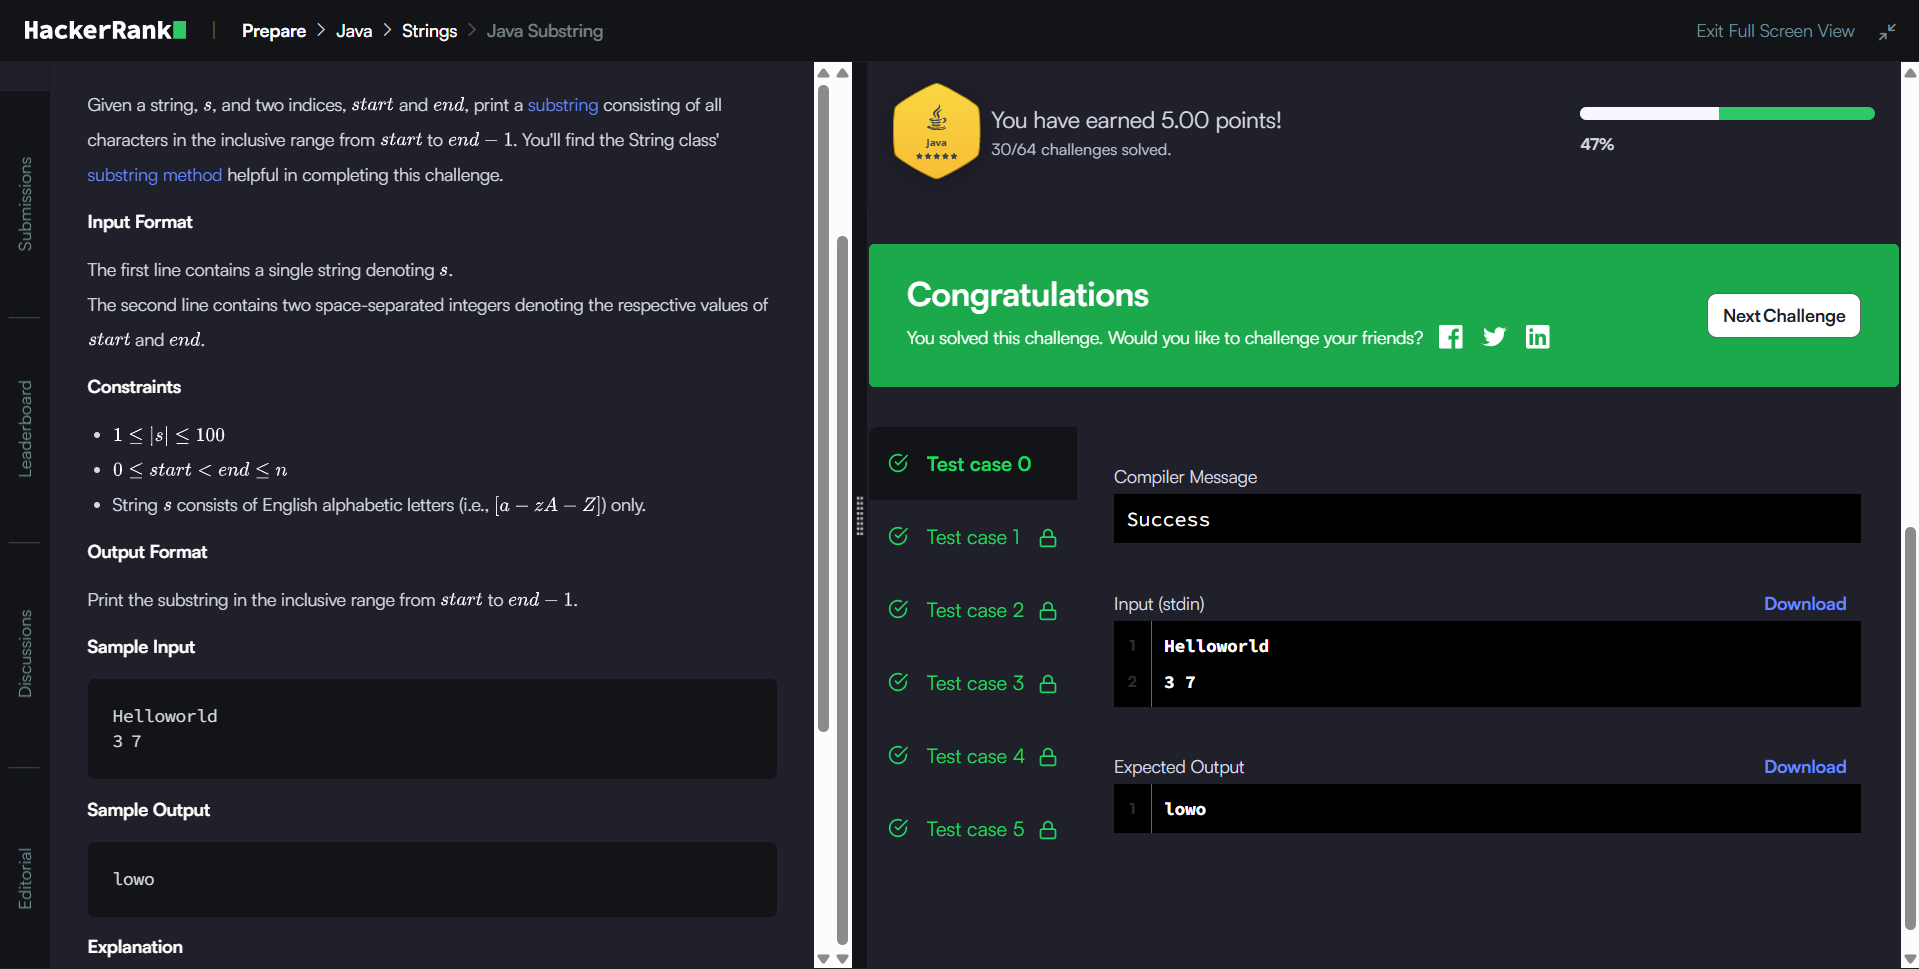 HackerRank
Prepare > Java > Strings > Java Substring
Exit Full Screen View
Submissions
Leaderboard
Discussions
Editorial
Given a string, s, and two indices, start and end, print a substring consisting of all
characters in the inclusive range from start to end − 1. You'll find the String class'
substring method helpful in completing this challenge.
Input Format
The first line contains a single string denoting s.
The second line contains two space-separated integers denoting the respective values of
start and end.
Constraints
• 1 ≤ |s| ≤ 100
• 0 ≤ start < end ≤ n
• String s consists of English alphabetic letters (i.e., [a − zA − Z]) only.
Output Format
Print the substring in the inclusive range from start to end − 1.
Sample Input
Helloworld
3 7
Sample Output
lowo
Explanation
Java
You have earned 5.00 points!
30/64 challenges solved.
47%
Congratulations
You solved this challenge. Would you like to challenge your friends?
Next Challenge
Test case 0
Test case 1
Test case 2
Test case 3
Test case 4
Test case 5
Compiler Message
Success
Input (stdin)
Download
1 Helloworld
2 3 7
Expected Output
Download
1 lowo